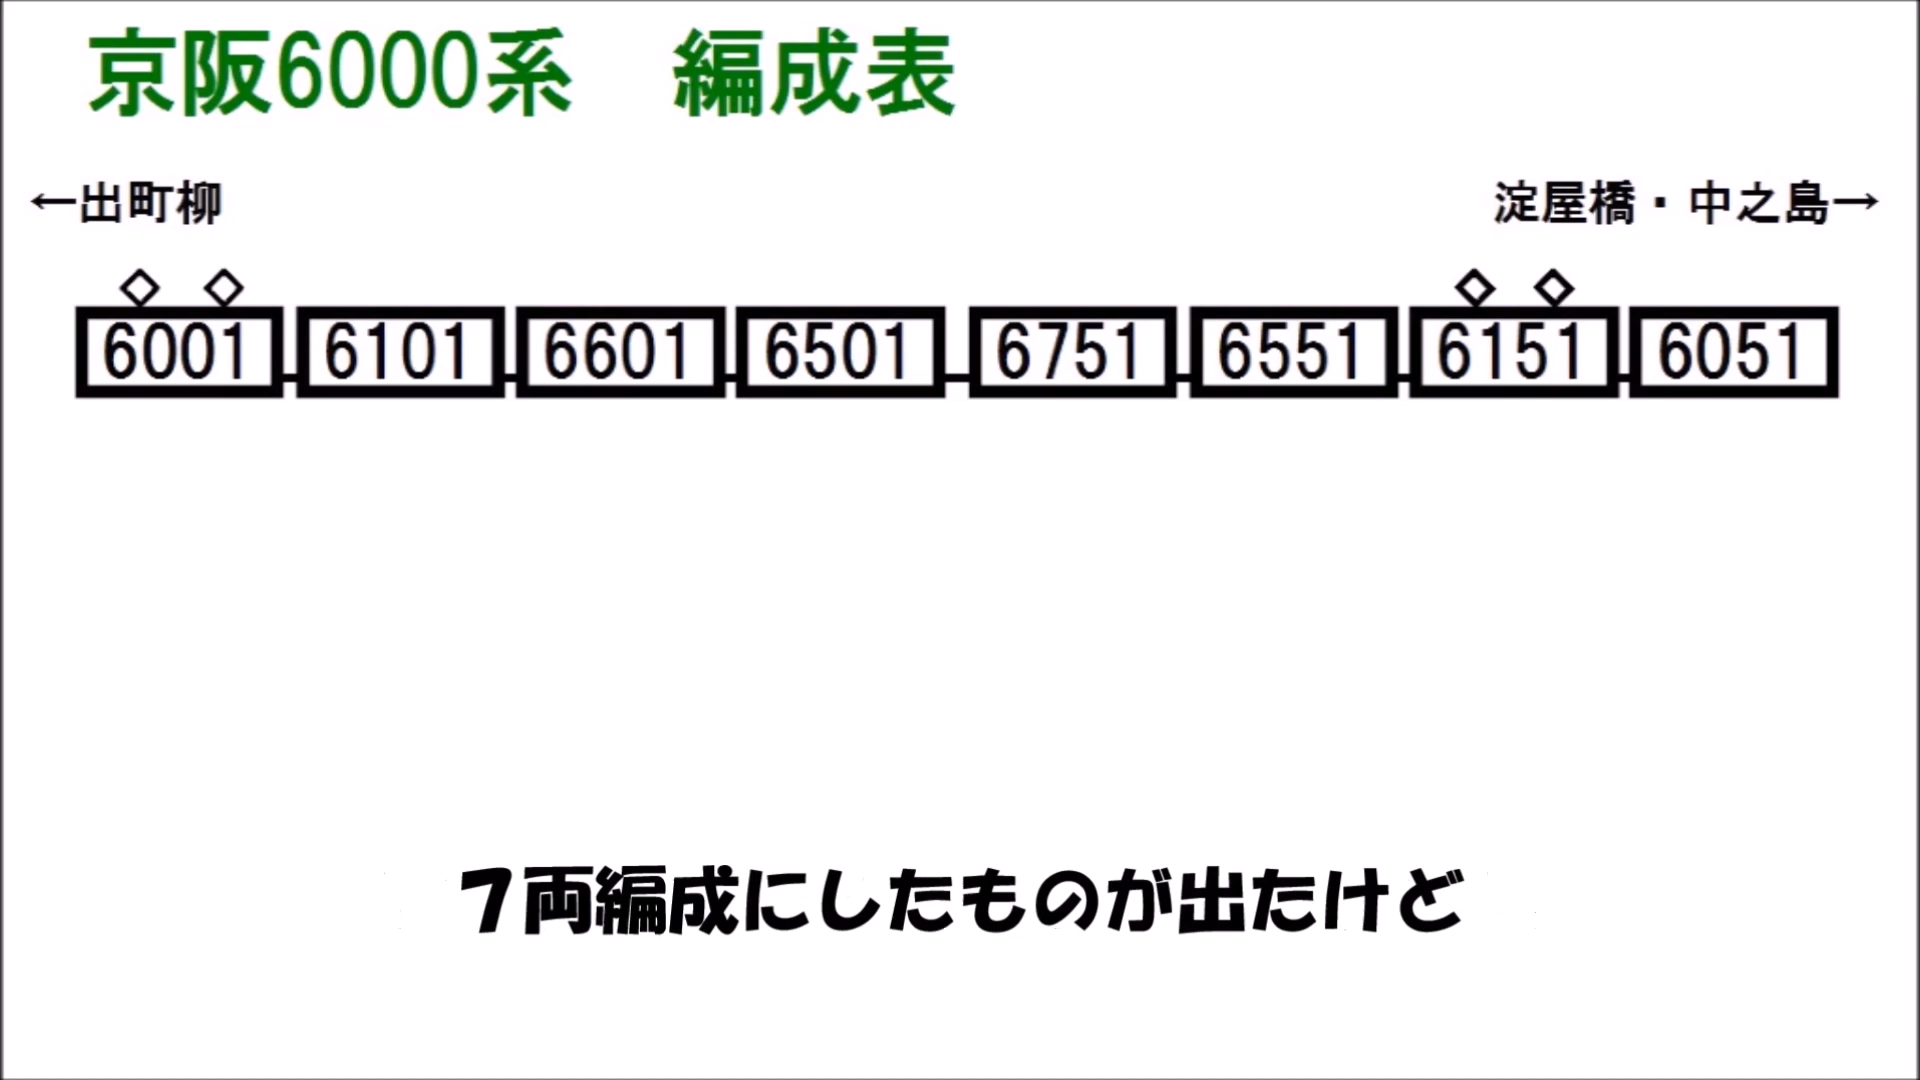 京阪6000系　編成表
←出町柳　淀屋橋・中之島→
6001 6101 6601 6501 6751 6551 6151 6051
7両編成にしたものが出たけど